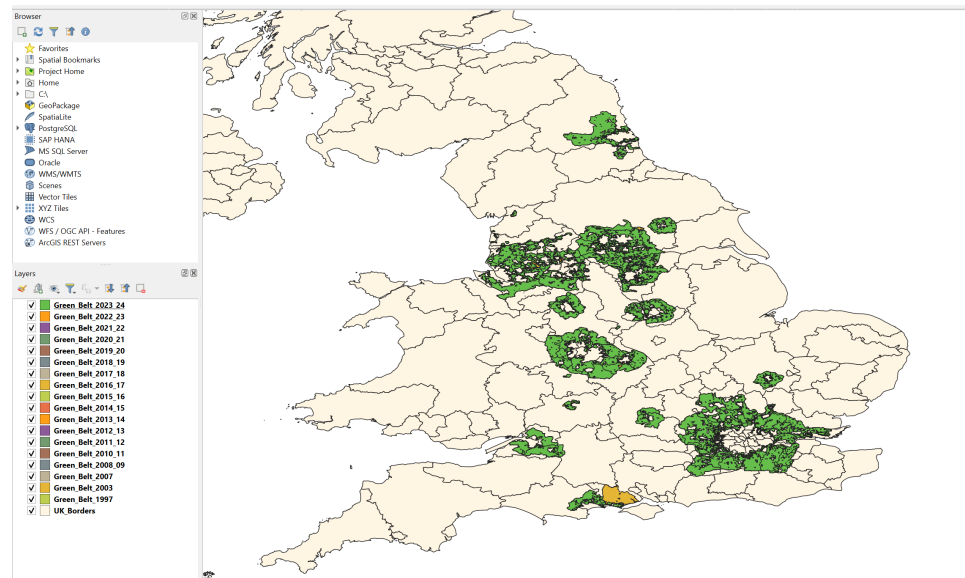 Browser
Favorites
Spatial Bookmarks
Project Home
Home
C:\
GeoPackage
SpatiaLite
PostgreSQL
SAP HANA
MS SQL Server
Oracle
WMS/WMTS
Scenes
Vector Tiles
XYZ Tiles
WCS
WFS / OGC API - Features
ArcGIS REST Servers
Layers
Green_Belt_2023_24
Green_Belt_2022_23
Green_Belt_2021_22
Green_Belt_2020_21
Green_Belt_2019_20
Green_Belt_2018_19
Green_Belt_2017_18
Green_Belt_2016_17
Green_Belt_2015_16
Green_Belt_2014_15
Green_Belt_2013_14
Green_Belt_2012_13
Green_Belt_2011_12
Green_Belt_2010_11
Green_Belt_2008_09
Green_Belt_2007
Green_Belt_2003
Green_Belt_1997
UK_Borders